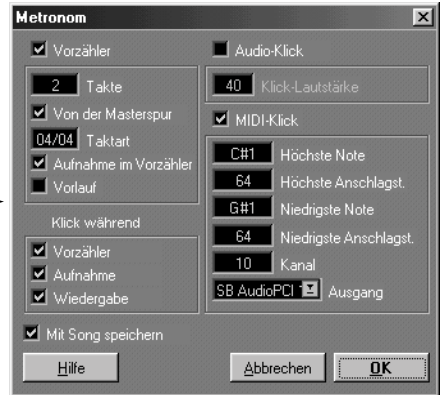 Metronom
Vorzähler
2 Takte
Von der Masterspur
04/04 Taktart
Aufnahme im Vorzähler
Vorlauf
Klick während
Vorzähler
Aufnahme
Wiedergabe
Mit Song speichern
Audio-Klick
40 Klick-Lautstärke
MIDI-Klick
C#1 Höchste Note
64 Höchste Anschlagst.
G#1 Niedrigste Note
64 Niedrigste Anschlagst.
10 Kanal
SB AudioPCI Ausgang
Hilfe
Abbrechen
OK